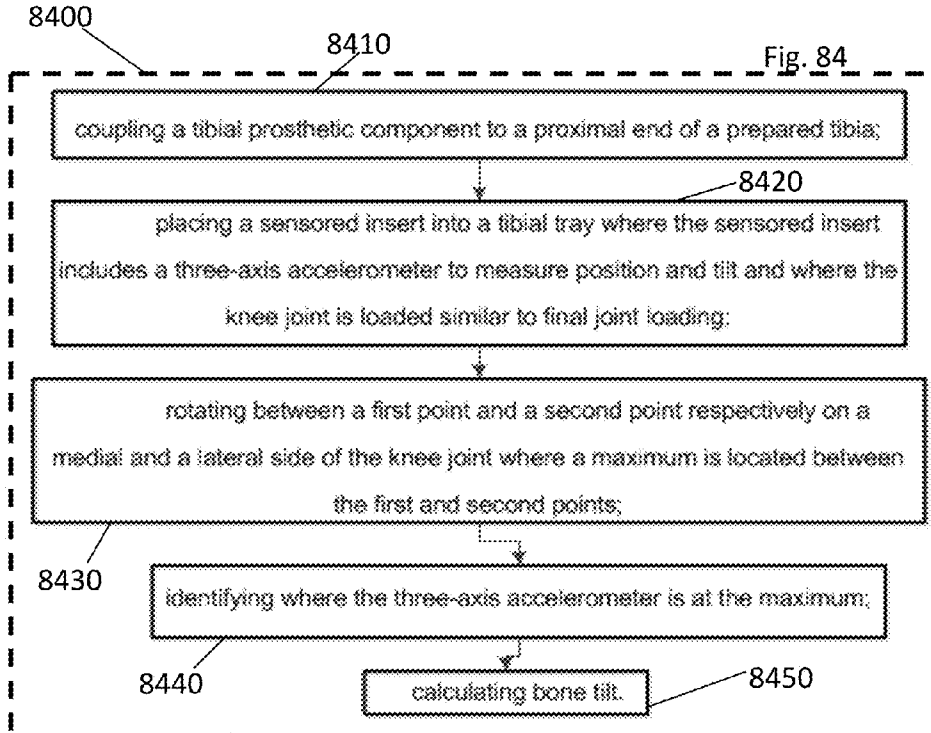 8400
8410
Fig. 84
coupling a tibial prosthetic component to a proximal end of a prepared tibia;
8420
placing a sensored insert into a tibial tray where the sensored insert
includes a three-axis accelerometer to measure position and tilt and where the
knee joint is loaded similar to final joint loading;
rotating between a first point and a second point respectively on a
medial and a lateral side of the knee joint where a maximum is located between
the first and second points;
8430
identifying where the three-axis accelerometer is at the maximum;
8440
8450
calculating bone tilt.